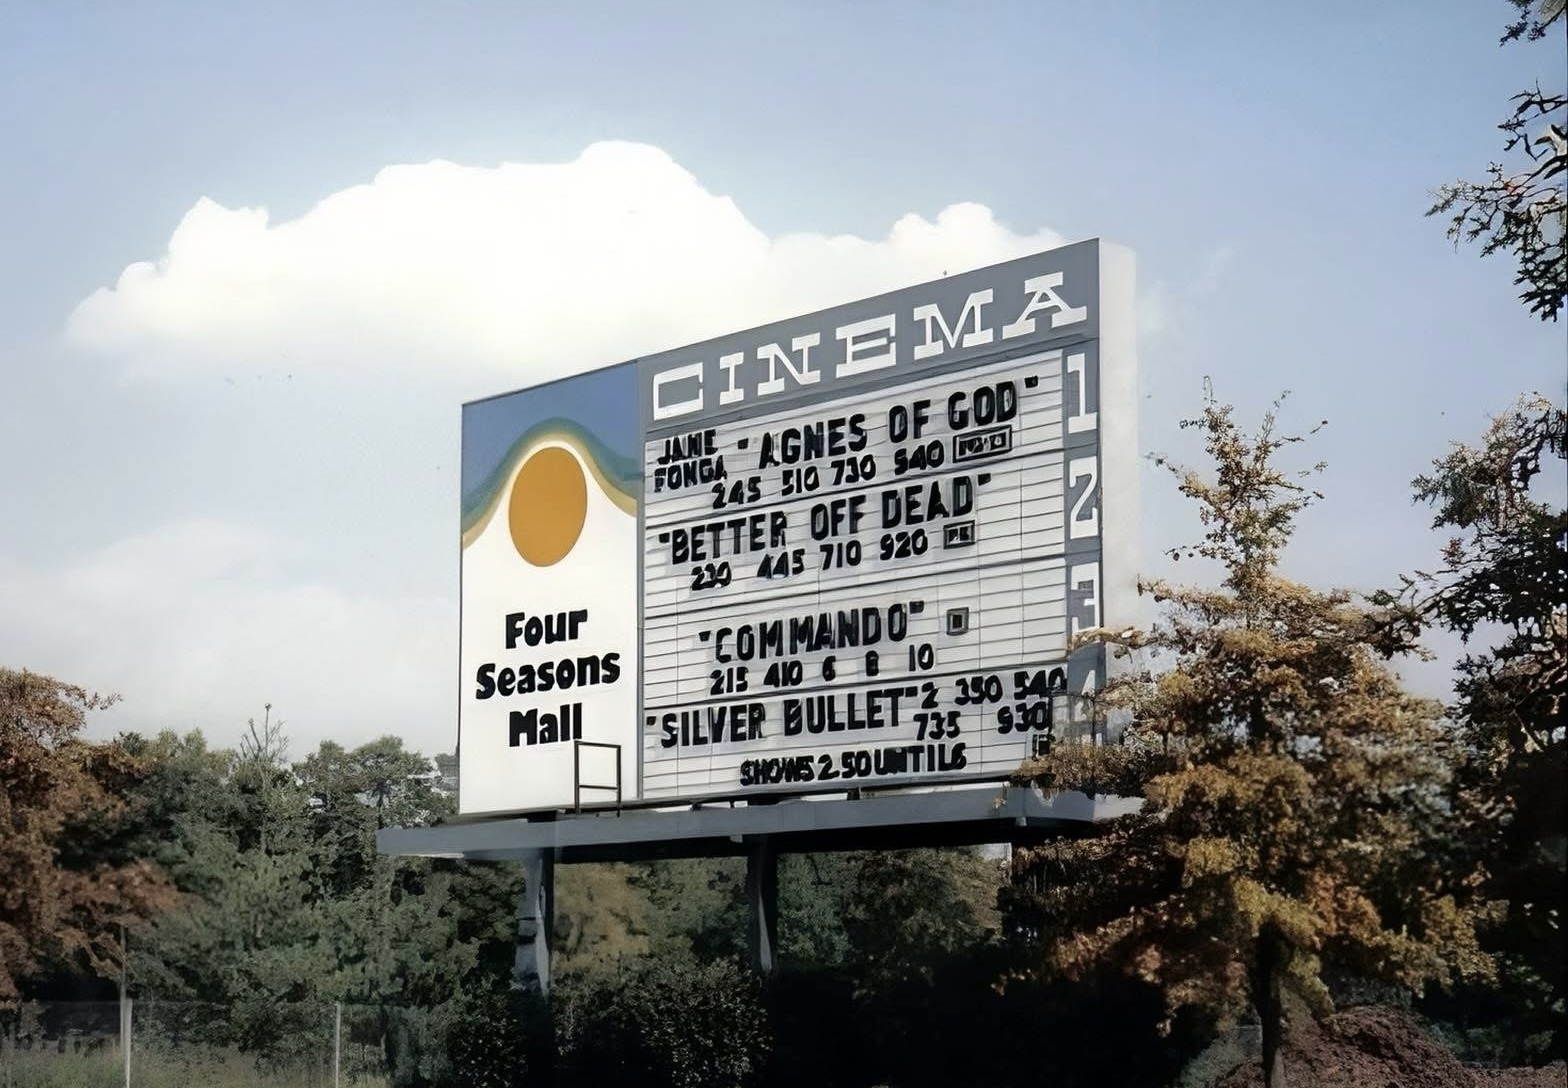 CINEMA
1
JANE "AGNES OF GOD"
FONDA 245 510 730 940
2
"BETTER OFF DEAD"
230 445 710 920 PG
3
"COMMANDO" R
215 410 6 8 10
4
"SILVER BULLET" 2 350 540
735 930
SHOWS 2.50 UNTIL 6
Four
Seasons
Mall